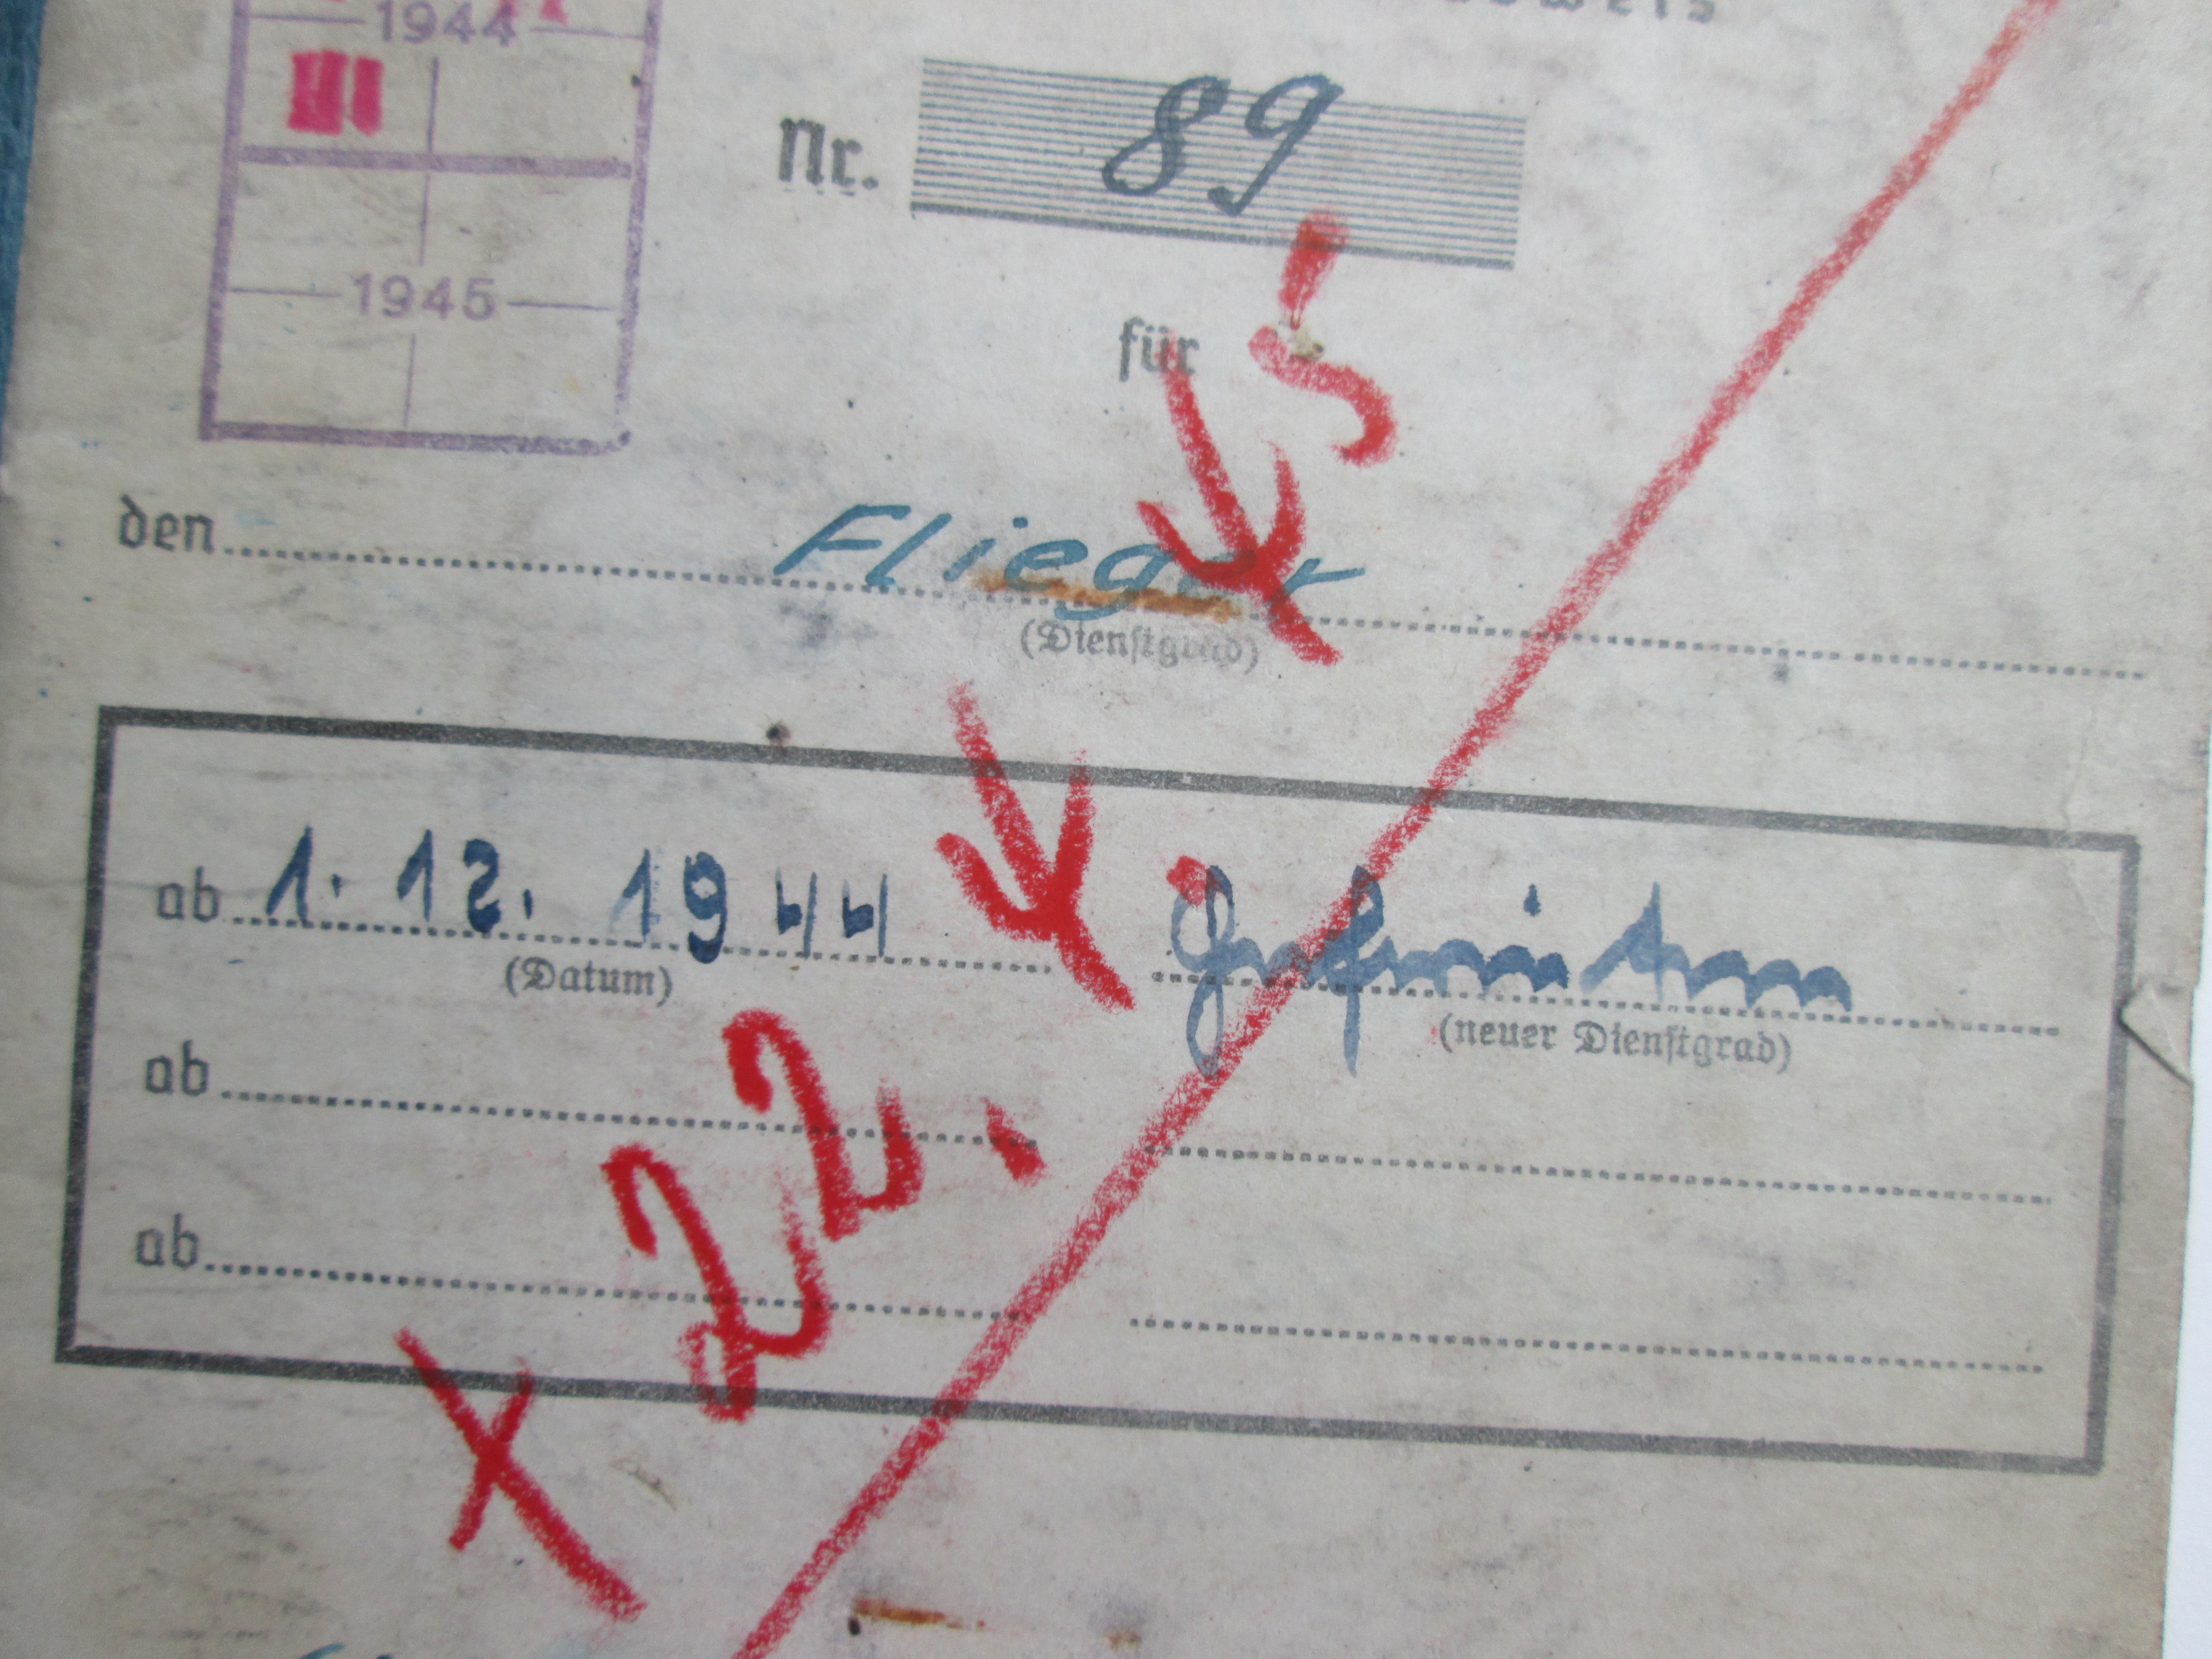 1944
Nr. 89
für
1945
den Flieger
(Dienstgrad)
ab 1. 12. 1944 Gefreiten
(Datum) (neuer Dienstgrad)
ab
ab
+ 22. 4. 45